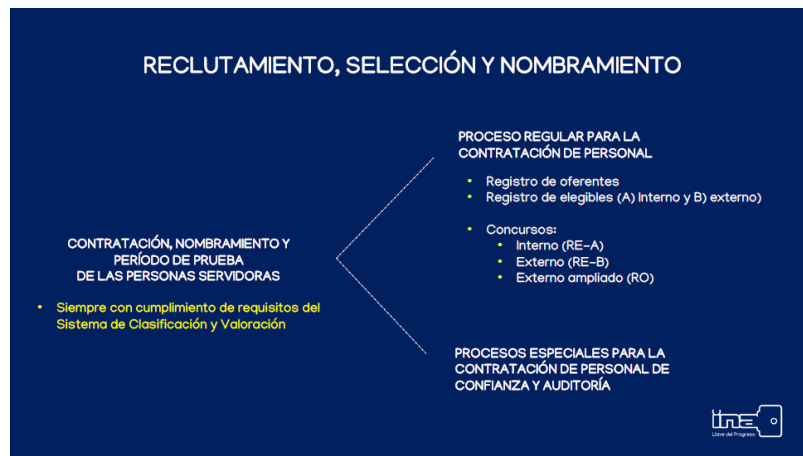 RECLUTAMIENTO, SELECCIÓN Y NOMBRAMIENTO
CONTRATACIÓN, NOMBRAMIENTO Y
PERÍODO DE PRUEBA
DE LAS PERSONAS SERVIDORAS
• Siempre con cumplimiento de requisitos del
Sistema de Clasificación y Valoración
PROCESO REGULAR PARA LA
CONTRATACIÓN DE PERSONAL
• Registro de oferentes
• Registro de elegibles (A) Interno y B) externo)
• Concursos:
• Interno (RE-A)
• Externo (RE-B)
• Externo ampliado (RO)
PROCESOS ESPECIALES PARA LA
CONTRATACIÓN DE PERSONAL DE
CONFIANZA Y AUDITORÍA
ina
Llave del Progreso